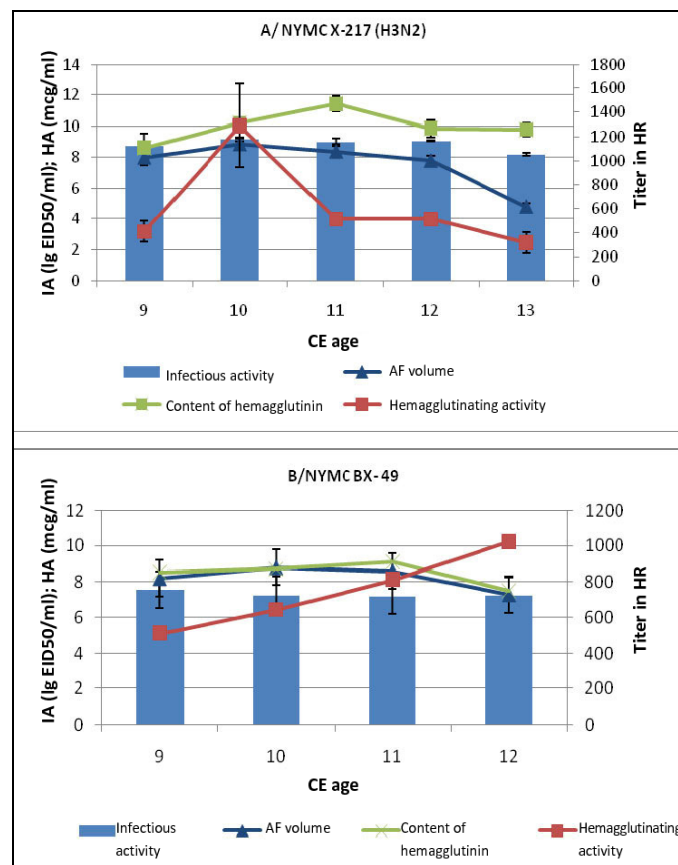 A/ NYMC X-217 (H3N2)
IA (lg EID50/ml); HA (mcg/ml)
14
12
10
8
6
4
2
0
1800
1600
1400
1200
1000
800
600
400
200
0
Titer in HR
9 10 11 12 13
CE age
Infectious activity AF volume
Content of hemagglutinin Hemagglutinating activity
B/NYMC BX-49
IA (lg EID50/ml); HA (mcg/ml)
12
10
8
6
4
2
0
1200
1000
800
600
400
200
0
Titer in HR
9 10 11 12
CE age
Infectious activity
AF volume
Content of hemagglutinin
Hemagglutinating activity